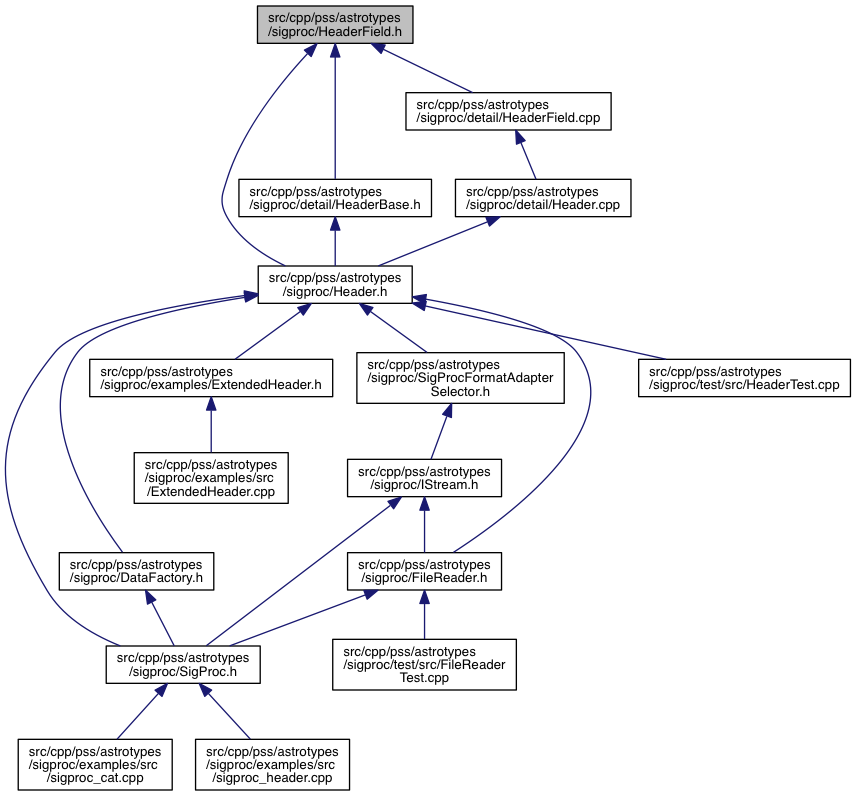 src/cpp/pss/astrotypes
/sigproc/HeaderField.h
src/cpp/pss/astrotypes
/sigproc/detail/HeaderField.cpp
src/cpp/pss/astrotypes
/sigproc/detail/HeaderBase.h
src/cpp/pss/astrotypes
/sigproc/detail/Header.cpp
src/cpp/pss/astrotypes
/sigproc/Header.h
src/cpp/pss/astrotypes
/sigproc/examples/ExtendedHeader.h
src/cpp/pss/astrotypes
/sigproc/SigProcFormatAdapter
Selector.h
src/cpp/pss/astrotypes
/sigproc/test/src/HeaderTest.cpp
src/cpp/pss/astrotypes
/sigproc/examples/src
/ExtendedHeader.cpp
src/cpp/pss/astrotypes
/sigproc/IStream.h
src/cpp/pss/astrotypes
/sigproc/DataFactory.h
src/cpp/pss/astrotypes
/sigproc/FileReader.h
src/cpp/pss/astrotypes
/sigproc/SigProc.h
src/cpp/pss/astrotypes
/sigproc/test/src/FileReader
Test.cpp
src/cpp/pss/astrotypes
/sigproc/examples/src
/sigproc_cat.cpp
src/cpp/pss/astrotypes
/sigproc/examples/src
/sigproc_header.cpp